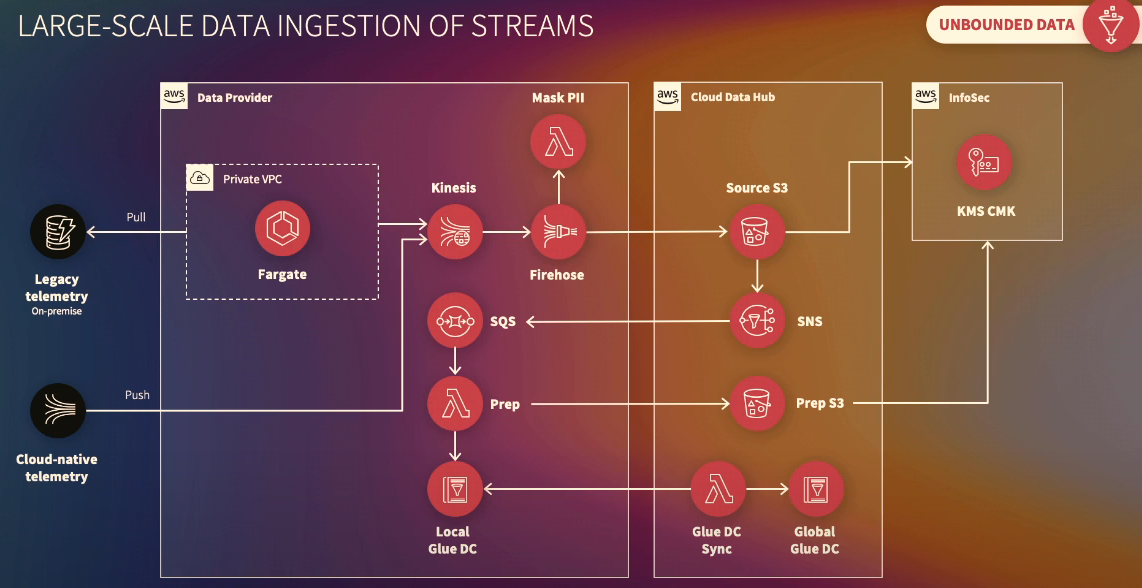 LARGE-SCALE DATA INGESTION OF STREAMS
UNBOUNDED DATA
aws
Data Provider
Mask PII
aws
Cloud Data Hub
aws
InfoSec
Private VPC
Kinesis
Source S3
KMS CMK
Pull
Fargate
Firehose
Legacy
telemetry
On-premise
SQS
SNS
Push
Prep
Prep S3
Cloud-native
telemetry
Local
Glue DC
Glue DC
Sync
Global
Glue DC